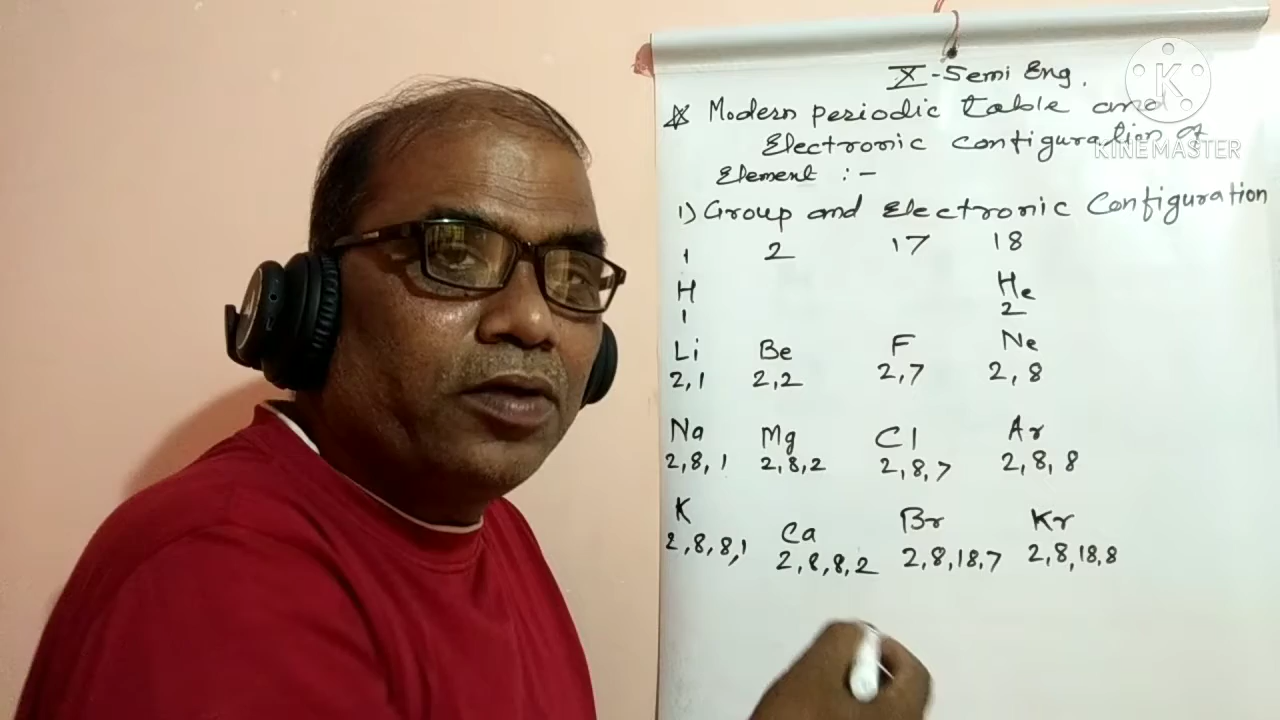 X - Semi Eng.
* Modern periodic table and
Electronic configuration of
Element :-
1) Group and Electronic Configuration
1 2 17 18
H He
1 2
Li Be F Ne
2,1 2,2 2,7 2,8
Na Mg Cl Ar
2,8,1 2,8,2 2,8,7 2,8,8
K Ca Br Kr
2,8,8,1 2,8,8,2 2,8,18,7 2,8,18,8
K
KINEMASTER